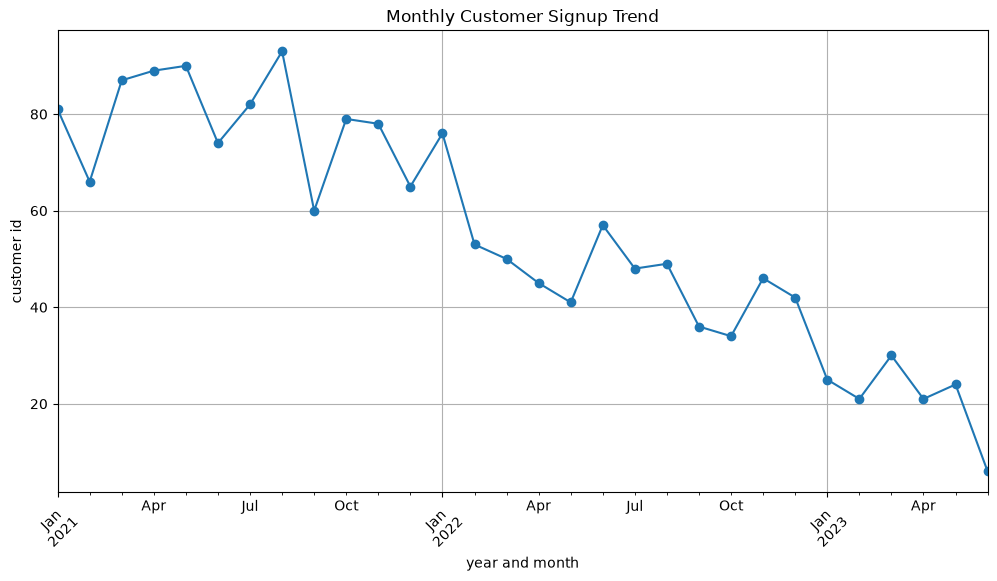 Monthly Customer Signup Trend
customer id
80
60
40
20
Jan
2021
Apr
Jul
Oct
Jan
2022
Apr
Jul
Oct
Jan
2023
Apr
year and month